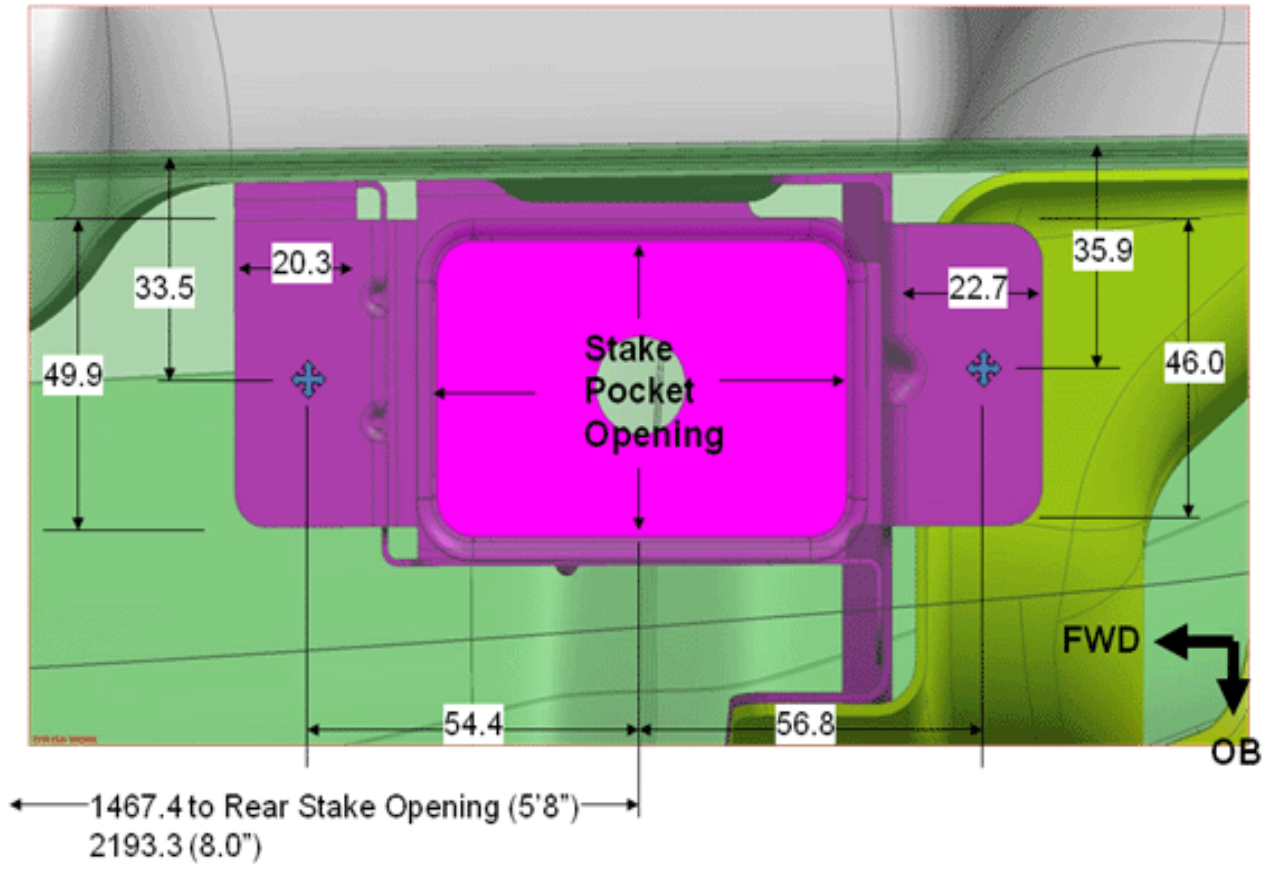 35.9
20.3
33.5
22.7
Stake
Pocket
Opening
49.9
46.0
FWD
54.4
56.8
OB
1467.4 to Rear Stake Opening (5'8")
2193.3 (8.0")